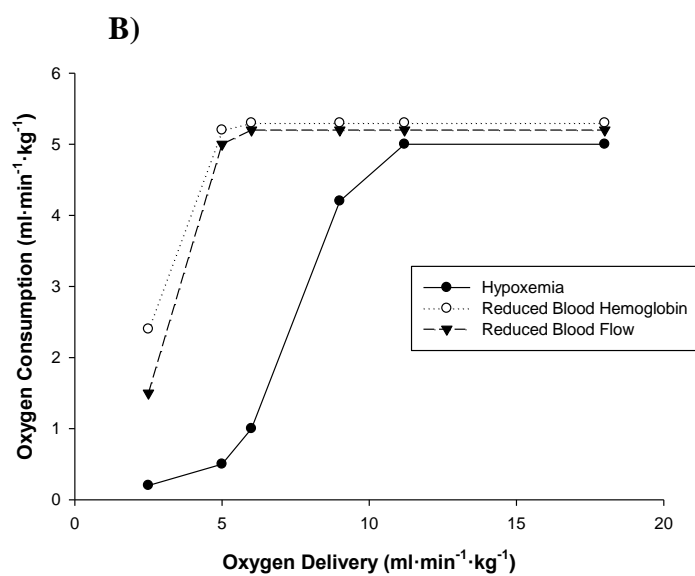 B)
6
5
4
3
2
1
0
Oxygen Consumption (ml·min⁻¹·kg⁻¹)
Hypoxemia
Reduced Blood Hemoglobin
Reduced Blood Flow
0 5 10 15 20
Oxygen Delivery (ml·min⁻¹·kg⁻¹)